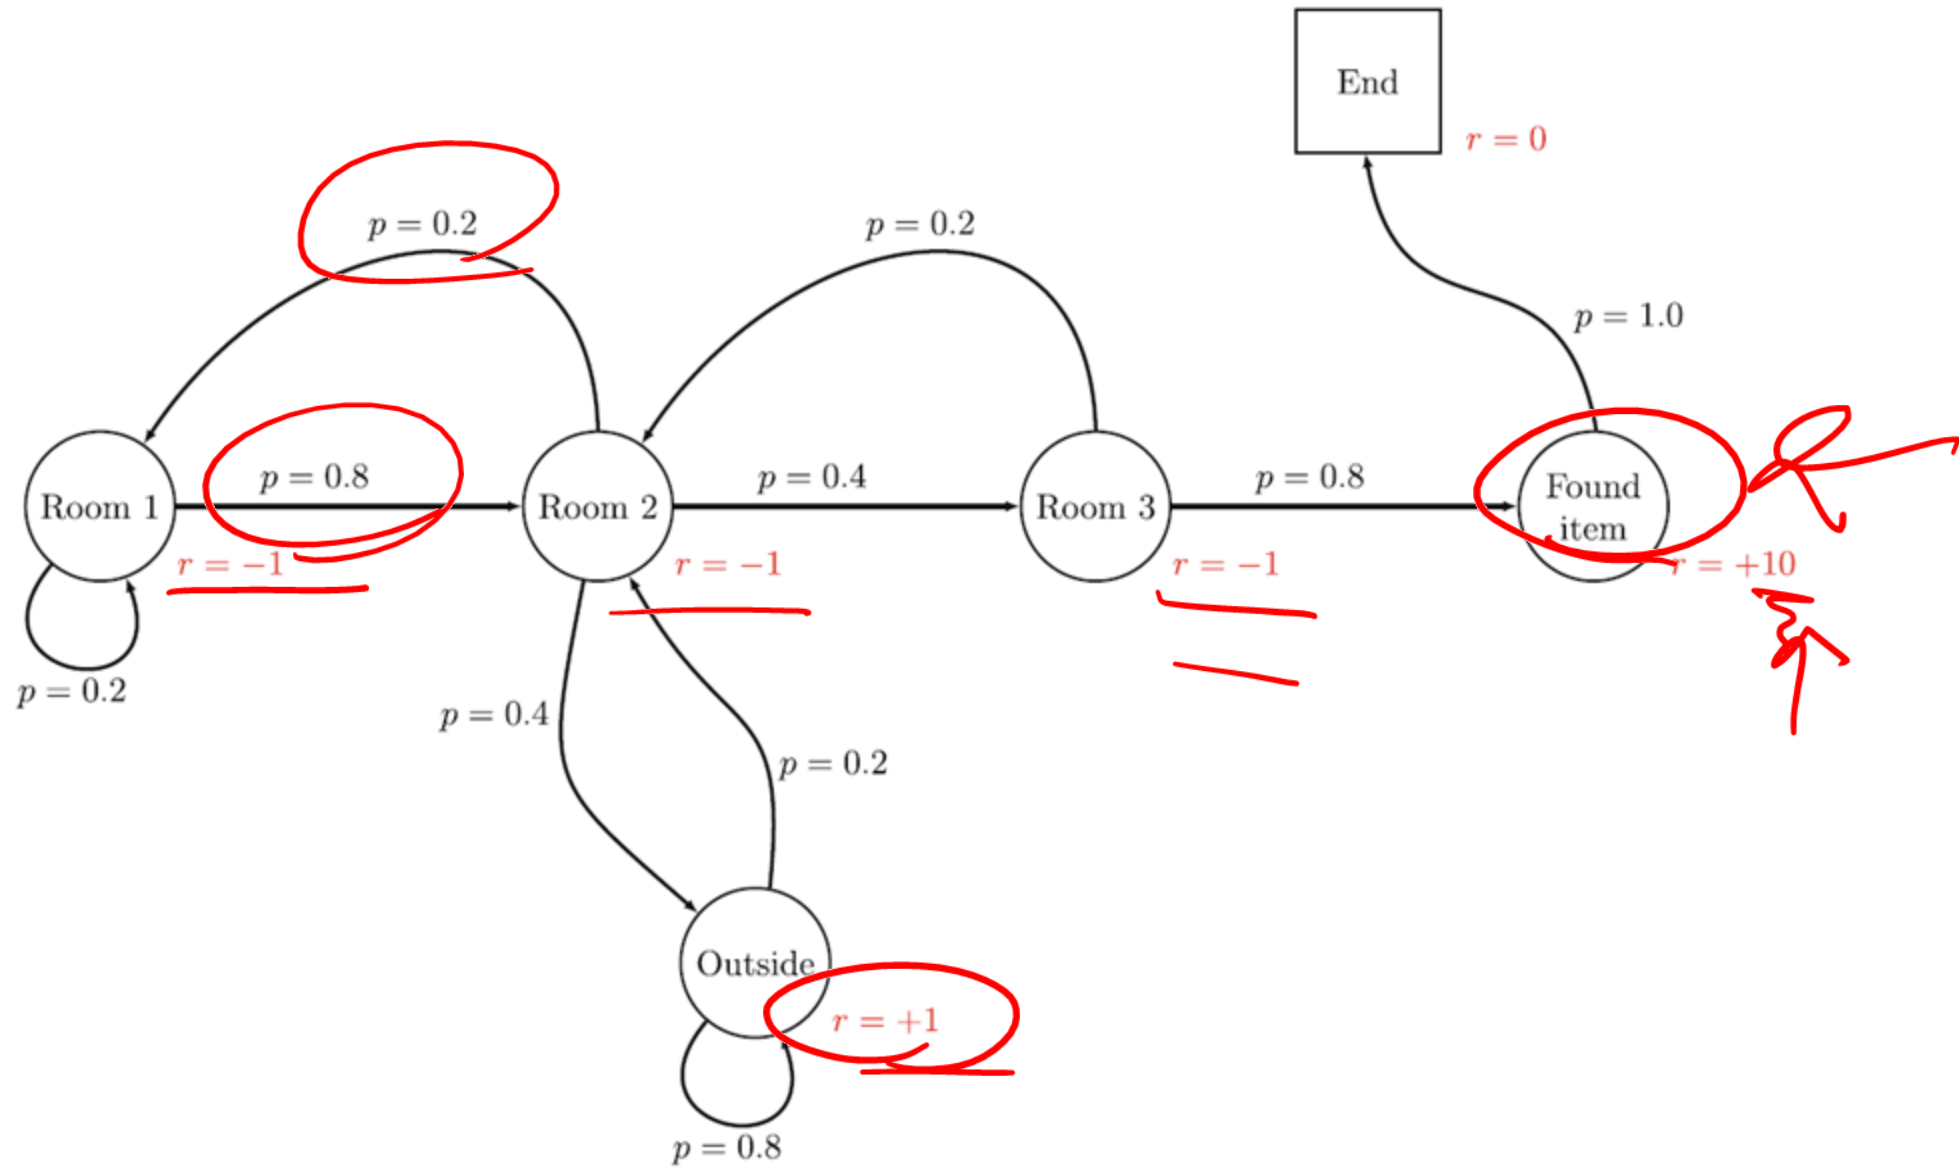 End
r = 0
p = 0.2
p = 0.2
p = 1.0
Room 1
p = 0.8
Room 2
p = 0.4
Room 3
p = 0.8
Found
item
r = −1
r = −1
r = −1
r = +10
p = 0.2
p = 0.4
p = 0.2
Outside
r = +1
p = 0.8